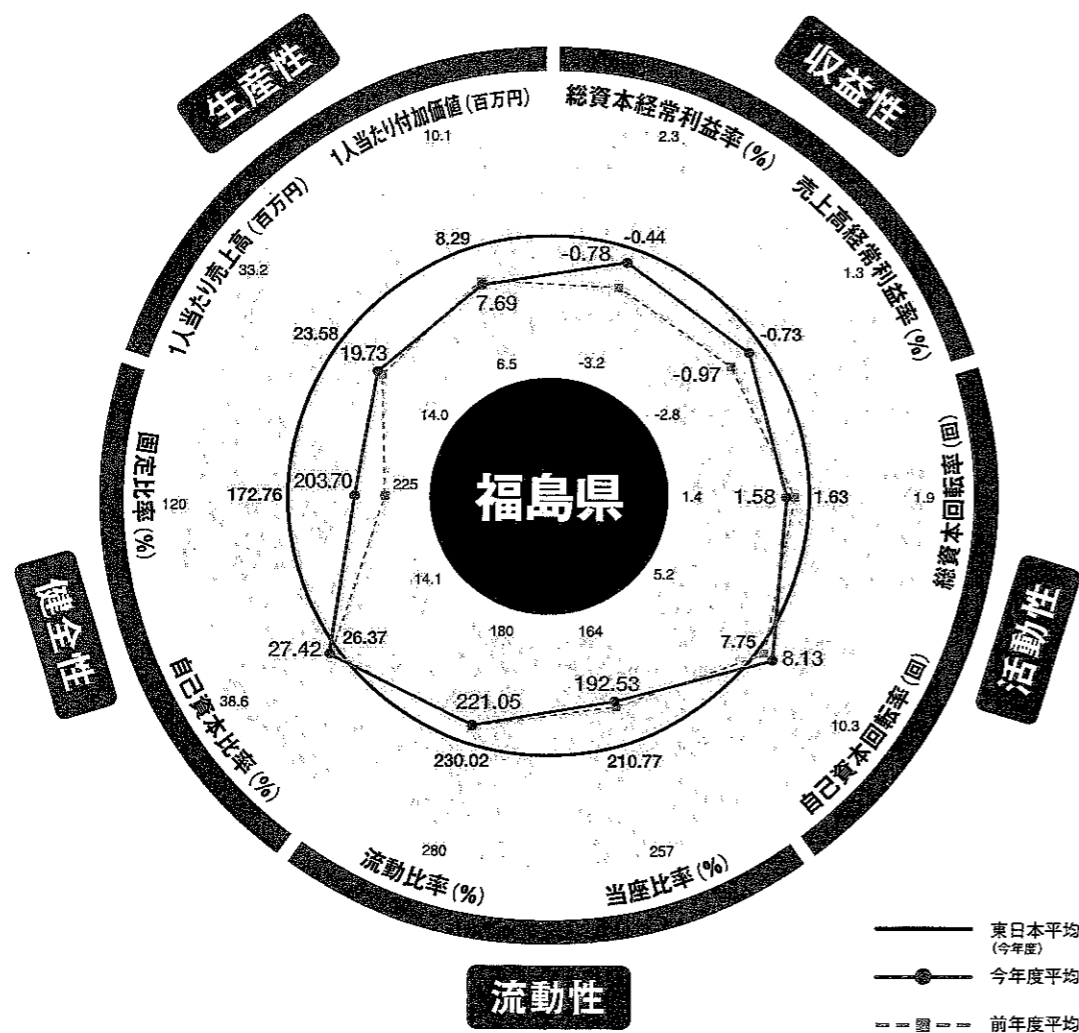 生産性
収益性
1人当たり付加価値(百万円)
10.1
総資本経常利益率(%)
2.3
1人当たり売上高(百万円)
33.2
売上高経常利益率(%)
1.3
8.29
-0.78
-0.44
7.69
23.58
19.73
-0.73
-0.97
6.5
-3.2
14.0
-2.8
福島県
固定比率(%)
120
172.76
203.70
225
1.4
1.58
1.63
1.9
総資本回転率(回)
14.1
5.2
180
164
健全性
活動性
27.42
26.37
7.75
8.13
自己資本比率(%)
38.6
10.3
自己資本回転率(回)
221.05
192.53
230.02
210.77
280
流動比率(%)
257
当座比率(%)
流動性
東日本平均
(今年度)
今年度平均
前年度平均